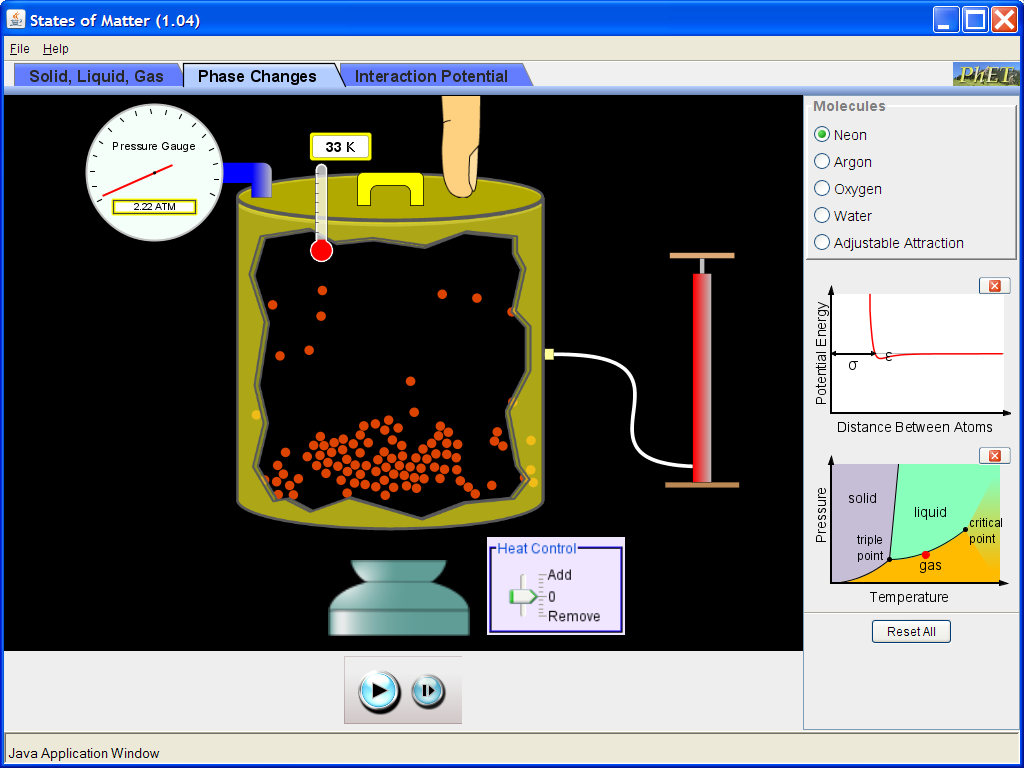 States of Matter (1.04)
File Help
Solid, Liquid, Gas
Phase Changes
Interaction Potential
PhET
Pressure Gauge
2.22 ATM
33 K
Molecules
Neon
Argon
Oxygen
Water
Adjustable Attraction
Potential Energy
σ
ε
Distance Between Atoms
Pressure
solid
liquid
critical
point
triple
point
gas
Temperature
Heat Control
Add
0
Remove
Reset All
Java Application Window